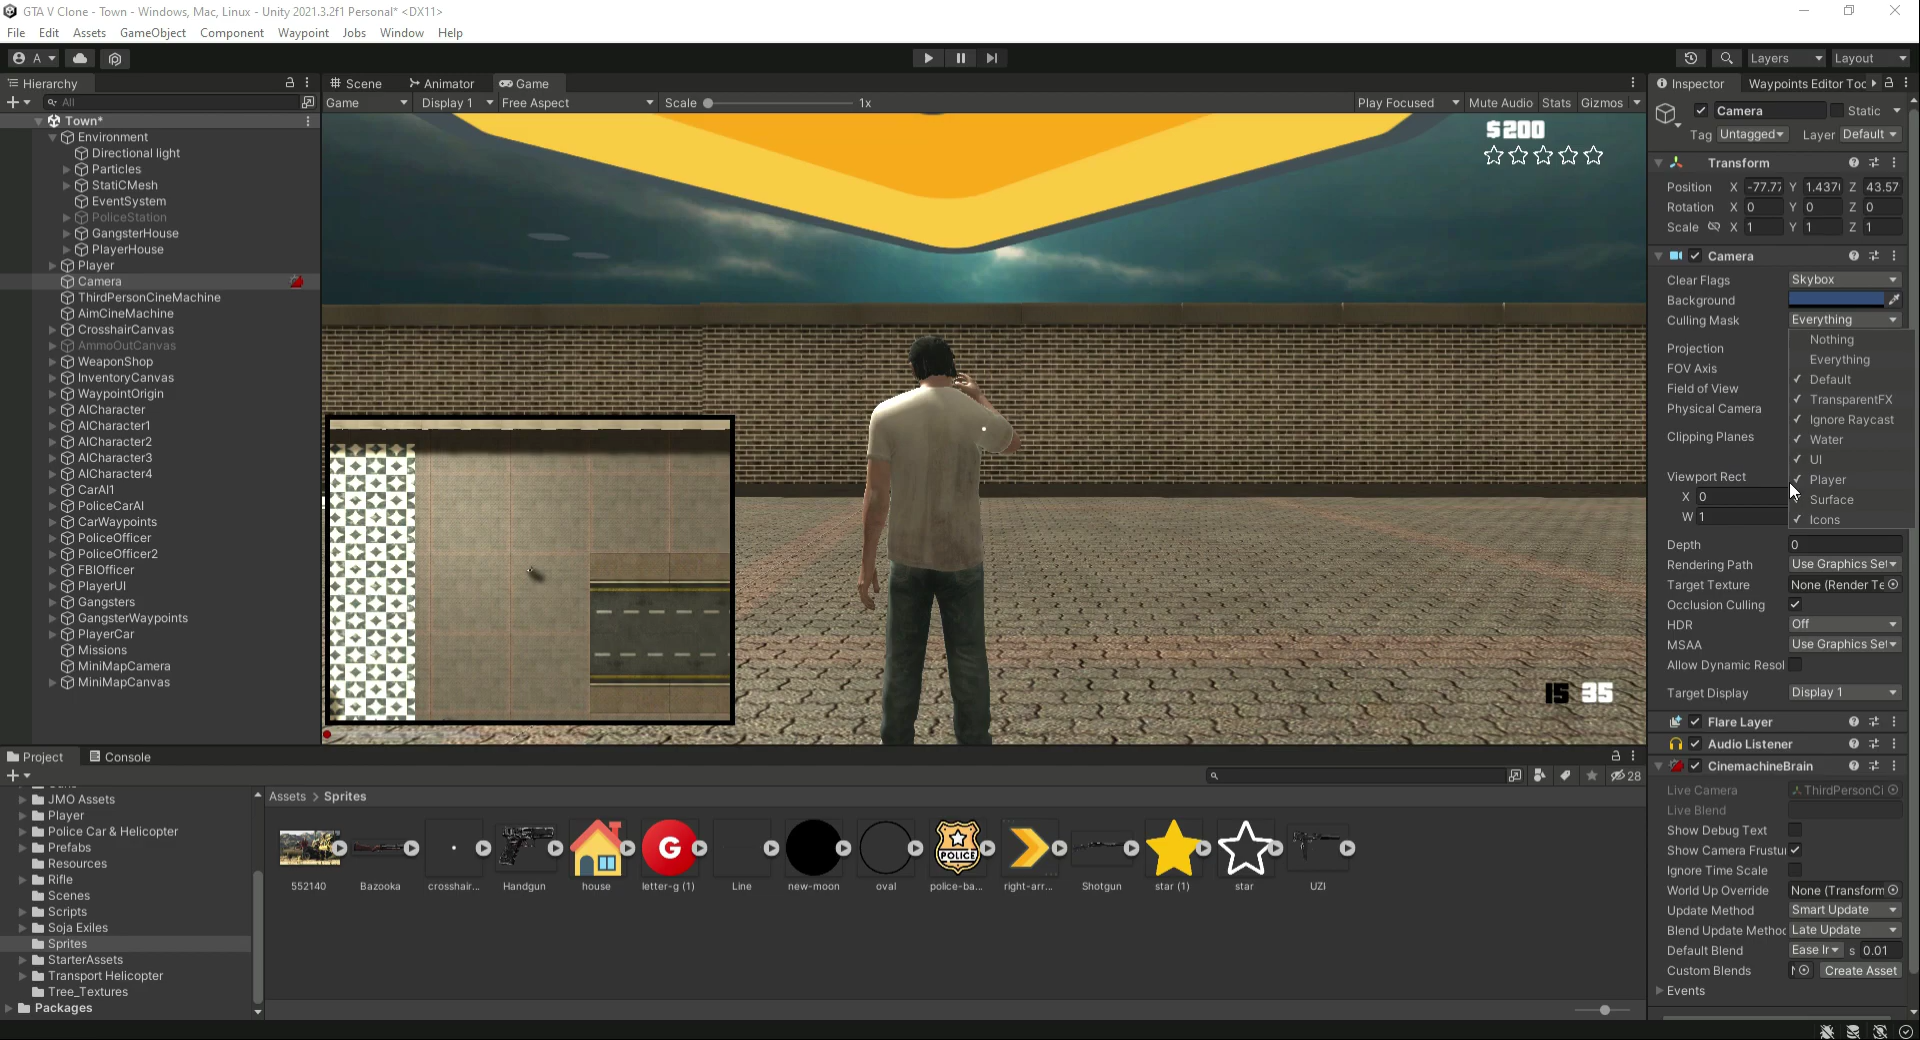 GTA V Clone - Town - Windows, Mac, Linux - Unity 2021.3.2f1 Personal* <DX11>
File Edit Assets GameObject Component Waypoint Jobs Window Help
A
Layers Layout
Hierarchy
All
Town*
Environment
Directional light
Particles
StatiCMesh
EventSystem
PoliceStation
GangsterHouse
PlayerHouse
Player
Camera
ThirdPersonCineMachine
AimCineMachine
CrosshairCanvas
AmmoOutCanvas
WeaponShop
InventoryCanvas
WaypointOrigin
AICharacter
AICharacter1
AICharacter2
AICharacter3
AICharacter4
CarAI1
PoliceCarAI
CarWaypoints
PoliceOfficer
PoliceOfficer2
FBIOfficer
PlayerUI
Gangsters
GangsterWaypoints
PlayerCar
Missions
MiniMapCamera
MiniMapCanvas
Scene Animator Game
Game Display 1 Free Aspect Scale 1x Play Focused Mute Audio Stats Gizmos
$200
15 35
Inspector Waypoints Editor Too
Camera Static
Tag Untagged Layer Default
Transform
Position X -77.77 Y 1.437 Z 43.57
Rotation X 0 Y 0 Z 0
Scale X 1 Y 1 Z 1
Camera
Clear Flags Skybox
Background
Culling Mask Everything
Nothing
Everything
Default
TransparentFX
Ignore Raycast
Water
UI
Player
Surface
Icons
Projection
FOV Axis
Field of View
Physical Camera
Clipping Planes
Viewport Rect
X 0
W 1
Depth 0
Rendering Path Use Graphics Set
Target Texture None (Render Te
Occlusion Culling
HDR Off
MSAA Use Graphics Set
Allow Dynamic Resol
Target Display Display 1
Flare Layer
Audio Listener
CinemachineBrain
Live Camera ThirdPersonCi
Live Blend
Show Debug Text
Show Camera Frustu
Ignore Time Scale
World Up Override None (Transform
Update Method Smart Update
Blend Update Method Late Update
Default Blend Ease Ir s 0.01
Custom Blends Create Asset
Events
Project Console
28
JMO Assets
Player
Police Car & Helicopter
Prefabs
Resources
Rifle
Scenes
Scripts
Soja Exiles
Sprites
StarterAssets
Transport Helicopter
Tree_Textures
Packages
Assets > Sprites
G
POLICE
552140 Bazooka crosshair... Handgun house letter-g (1) Line new-moon oval police-ba... right-arr... Shotgun star (1) star UZI